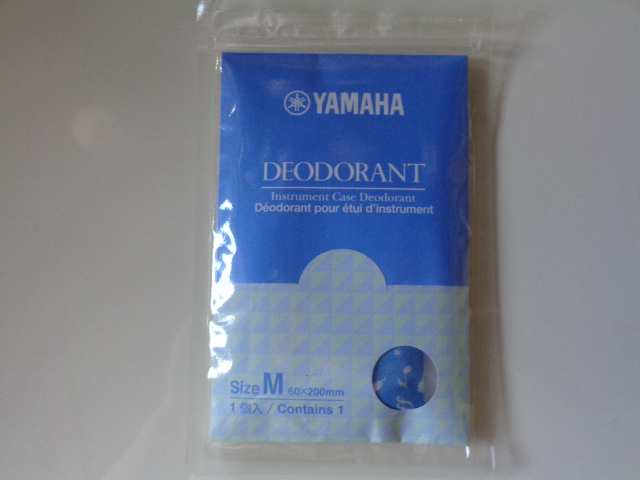 YAMAHA
DEODORANT
Instrument Case Deodorant
Déodorant pour étui d'instrument
Size M 60×200mm
1個入 / Contains 1